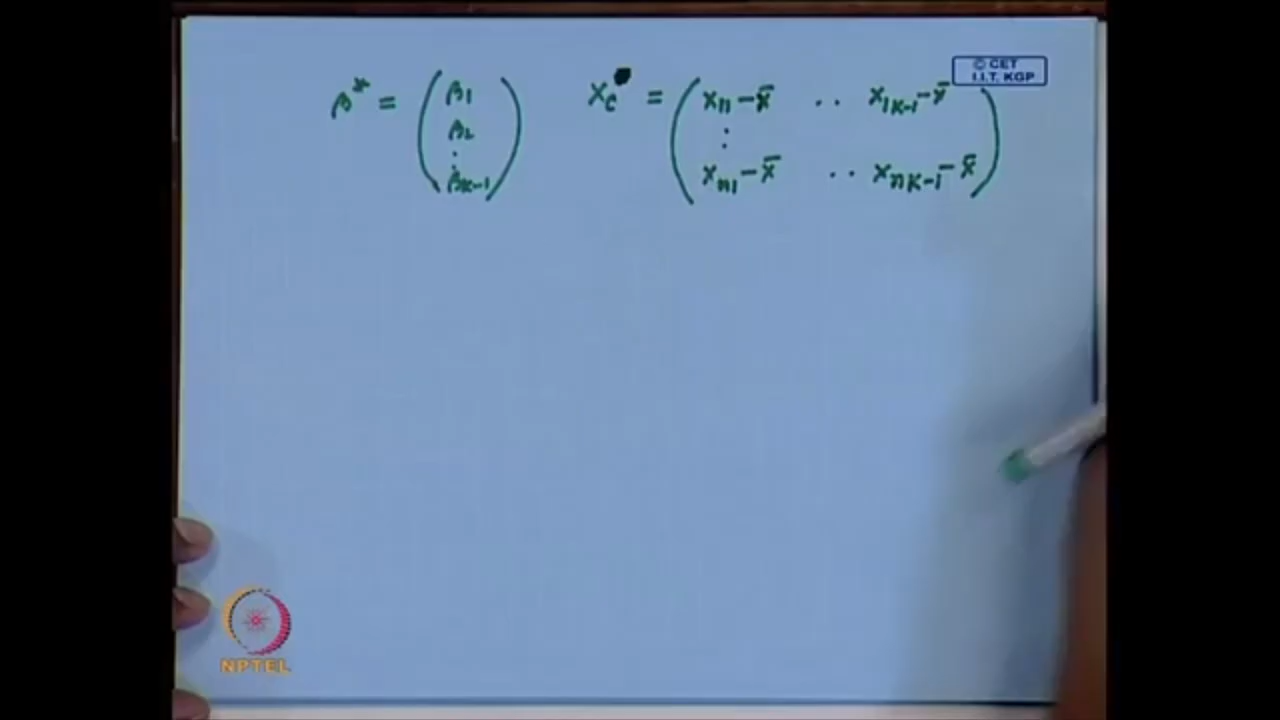 © CET
I.I.T. KGP
β* = ( β1 β2 ⋮ βk-1 )
Xc = ( x11 - x̄ .. x1k-1 - x̄
⋮
xn1 - x̄ .. xnk-1 - x̄ )
NPTEL